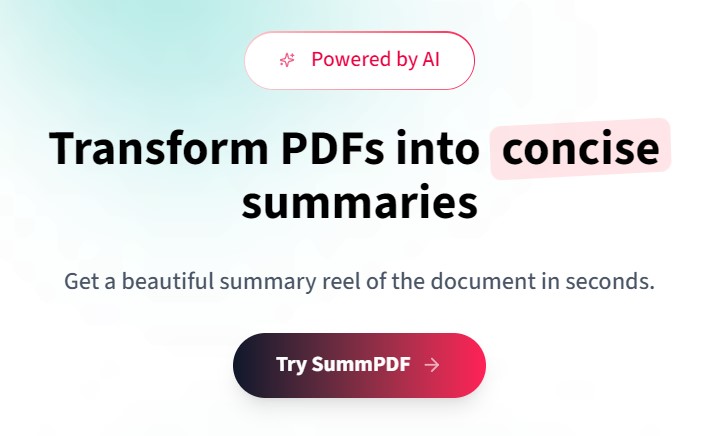 Powered by AI
Transform PDFs into concise
summaries
Get a beautiful summary reel of the document in seconds.
Try SummPDF →